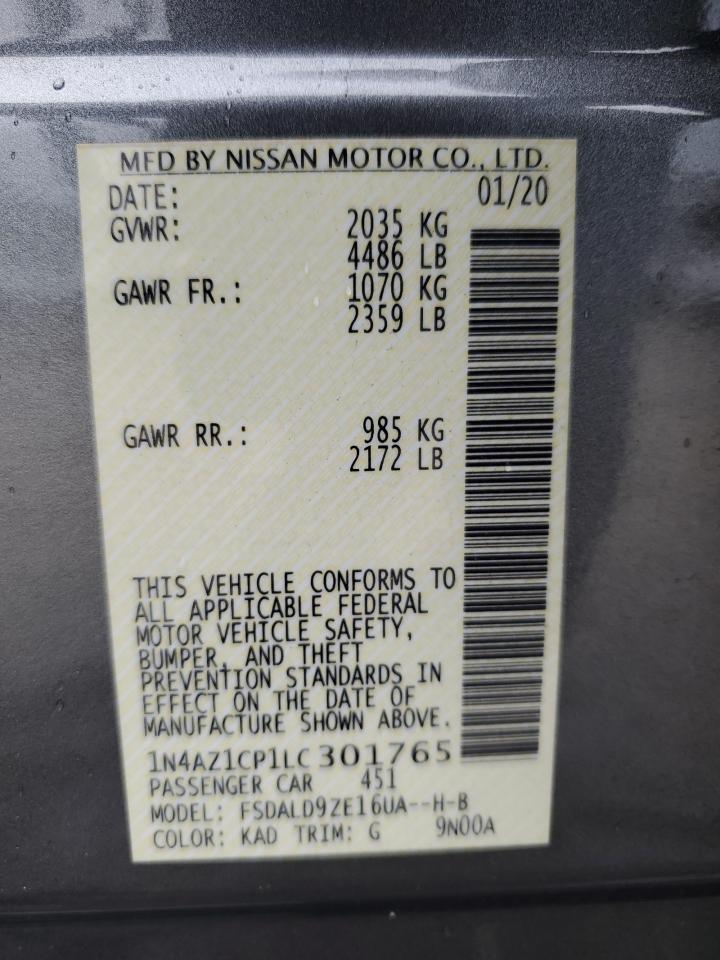 MFD BY NISSAN MOTOR CO., LTD.
DATE: 01/20
GVWR: 2035 KG
4486 LB
GAWR FR.: 1070 KG
2359 LB
GAWR RR.: 985 KG
2172 LB
THIS VEHICLE CONFORMS TO
ALL APPLICABLE FEDERAL
MOTOR VEHICLE SAFETY,
BUMPER, AND THEFT
PREVENTION STANDARDS IN
EFFECT ON THE DATE OF
MANUFACTURE SHOWN ABOVE.
1N4AZ1CP1LC301765
PASSENGER CAR 451
MODEL: FSDALD9ZE16UA--H-B
COLOR: KAD TRIM: G 9N00A